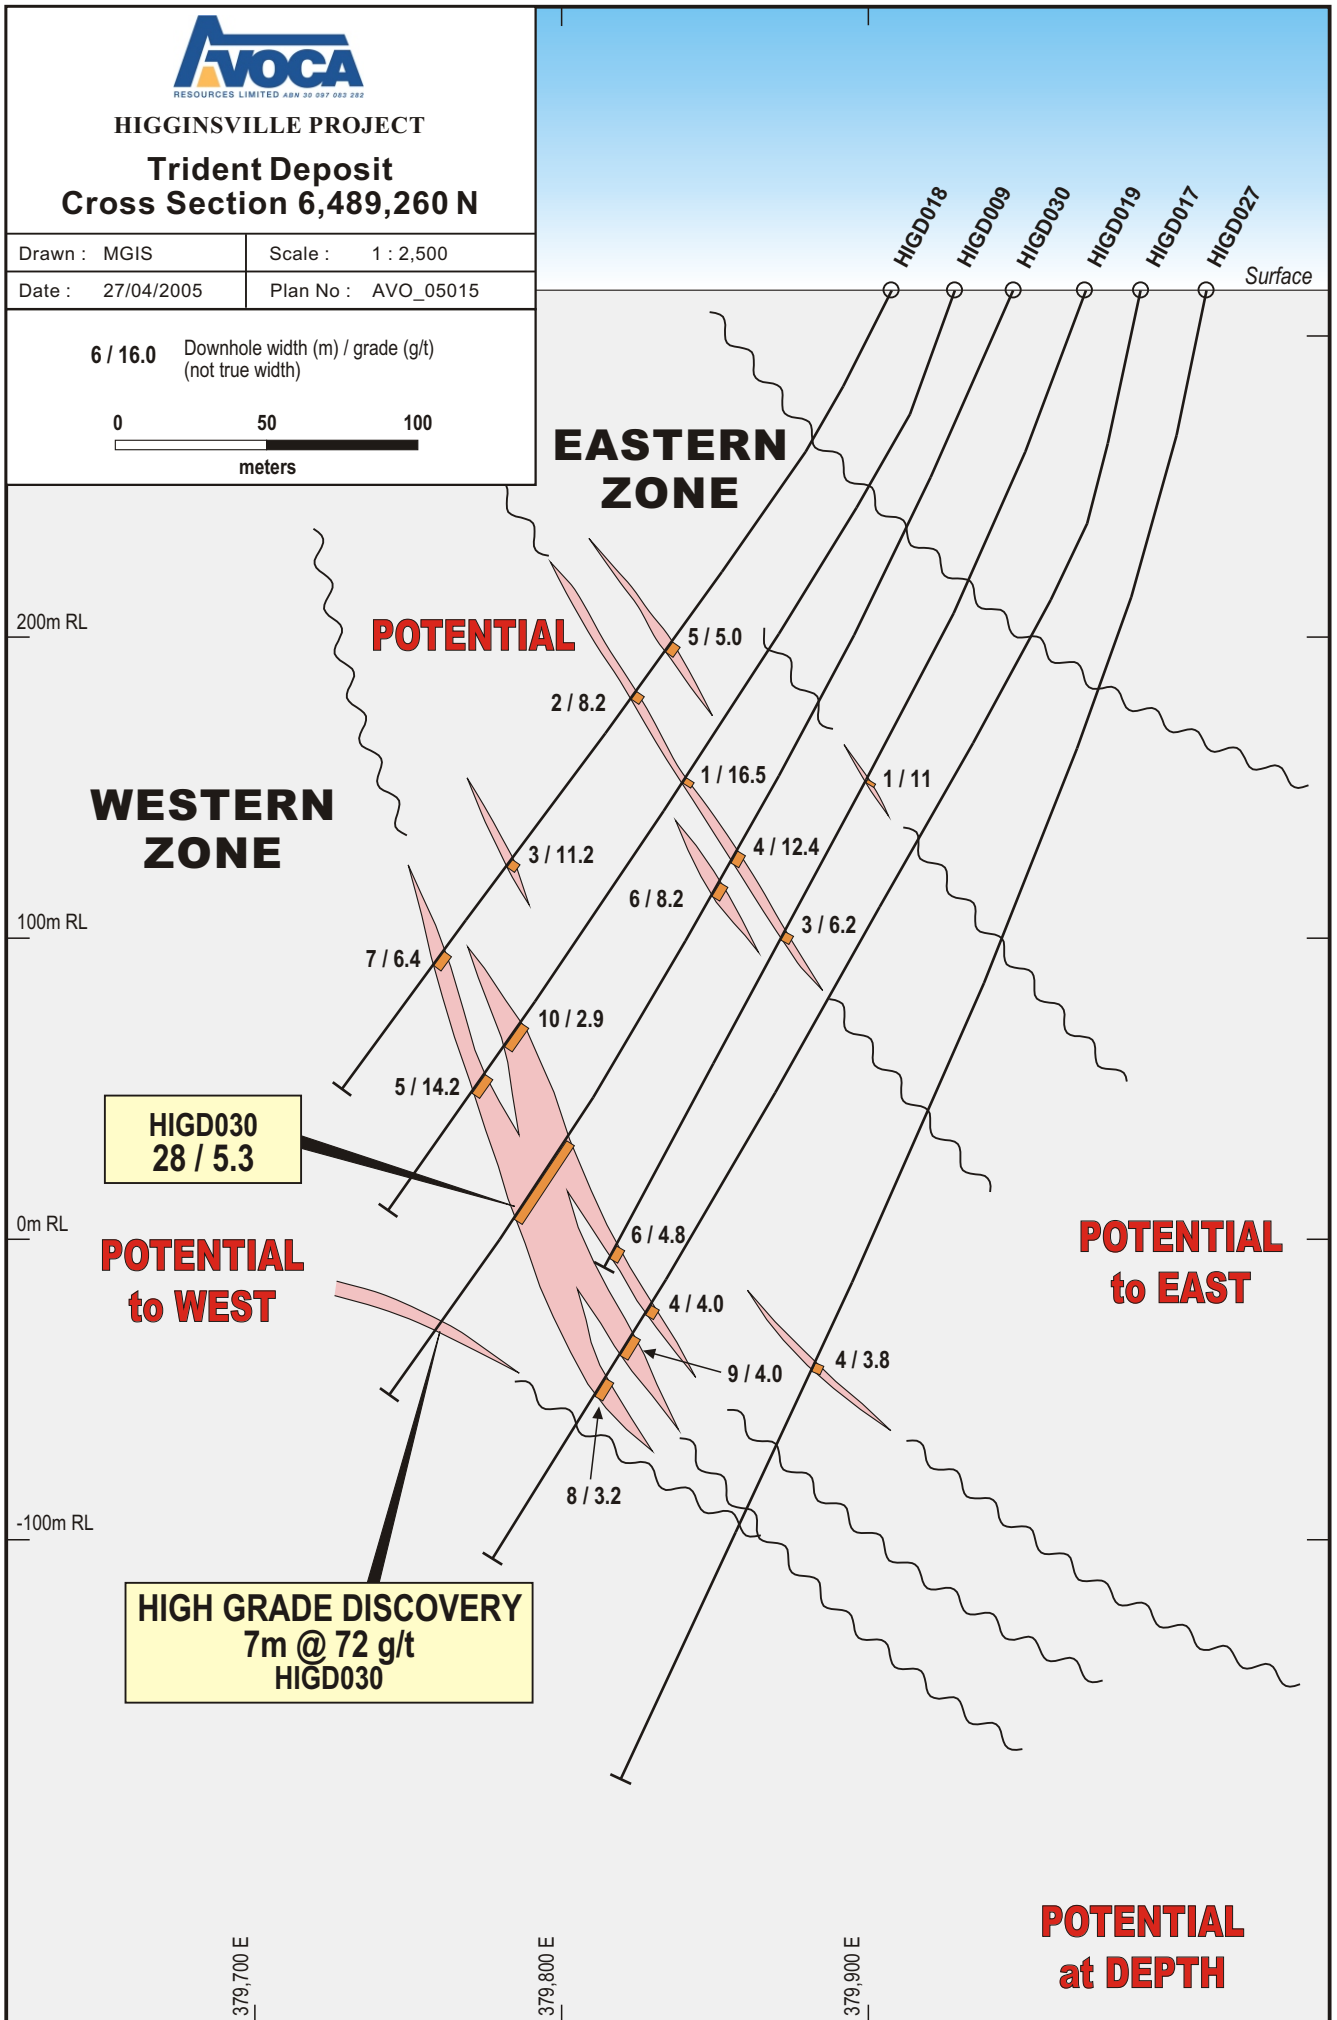 AVOCA
RESOURCES LIMITED ABN 30 097 083 282
HIGGINSVILLE PROJECT
Trident Deposit
Cross Section 6,489,260 N
Drawn : MGIS
Scale : 1 : 2,500
Date : 27/04/2005
Plan No : AVO_05015
6 / 16.0
Downhole width (m) / grade (g/t)
(not true width)
0 50 100
meters
HIGD018
HIGD009
HIGD030
HIGD019
HIGD017
HIGD027
Surface
EASTERN
ZONE
200m RL
POTENTIAL
5 / 5.0
2 / 8.2
1 / 16.5
1 / 11
WESTERN
ZONE
4 / 12.4
3 / 11.2
6 / 8.2
3 / 6.2
100m RL
7 / 6.4
10 / 2.9
5 / 14.2
HIGD030
28 / 5.3
0m RL
6 / 4.8
POTENTIAL
to WEST
POTENTIAL
to EAST
4 / 4.0
9 / 4.0
4 / 3.8
8 / 3.2
-100m RL
HIGH GRADE DISCOVERY
7m @ 72 g/t
HIGD030
POTENTIAL
at DEPTH
379,700 E
379,800 E
379,900 E